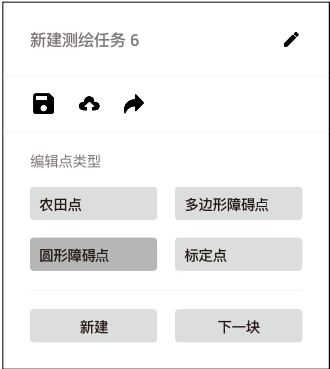 新建测绘任务 6
编辑点类型
农田点
多边形障碍点
圆形障碍点
标定点
新建
下一块